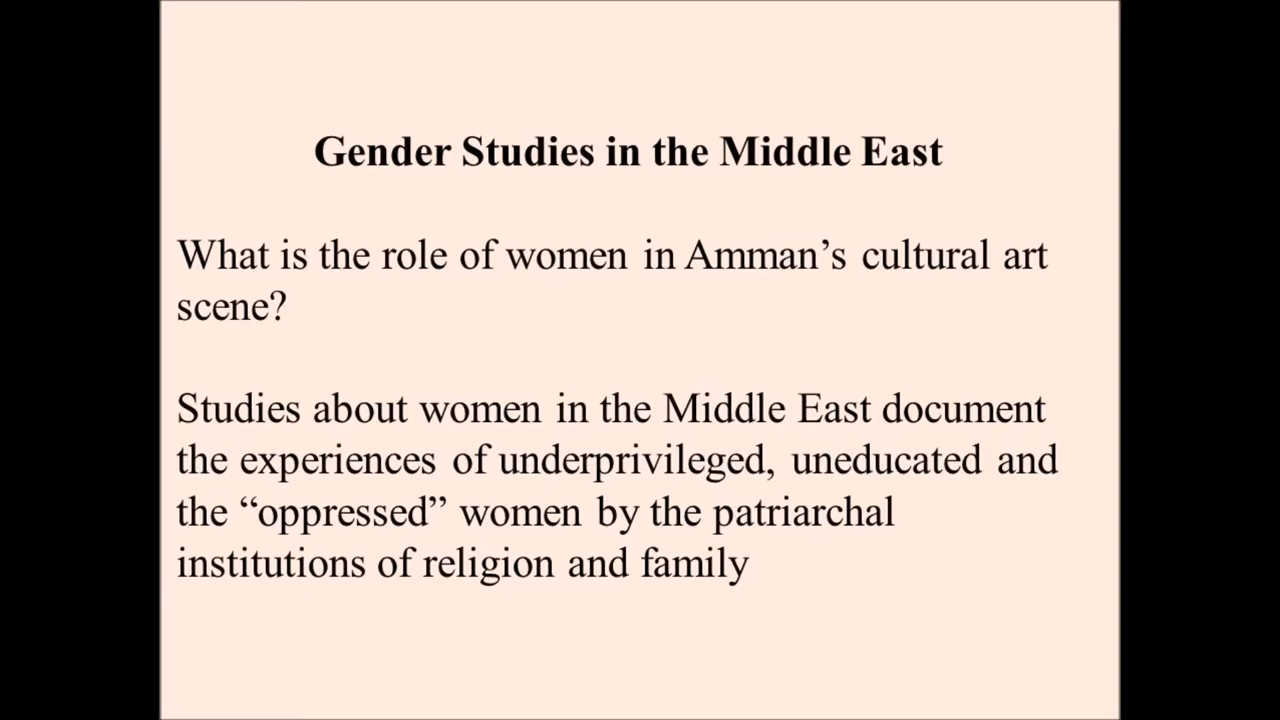 Gender Studies in the Middle East
What is the role of women in Amman’s cultural art
scene?
Studies about women in the Middle East document
the experiences of underprivileged, uneducated and
the “oppressed” women by the patriarchal
institutions of religion and family